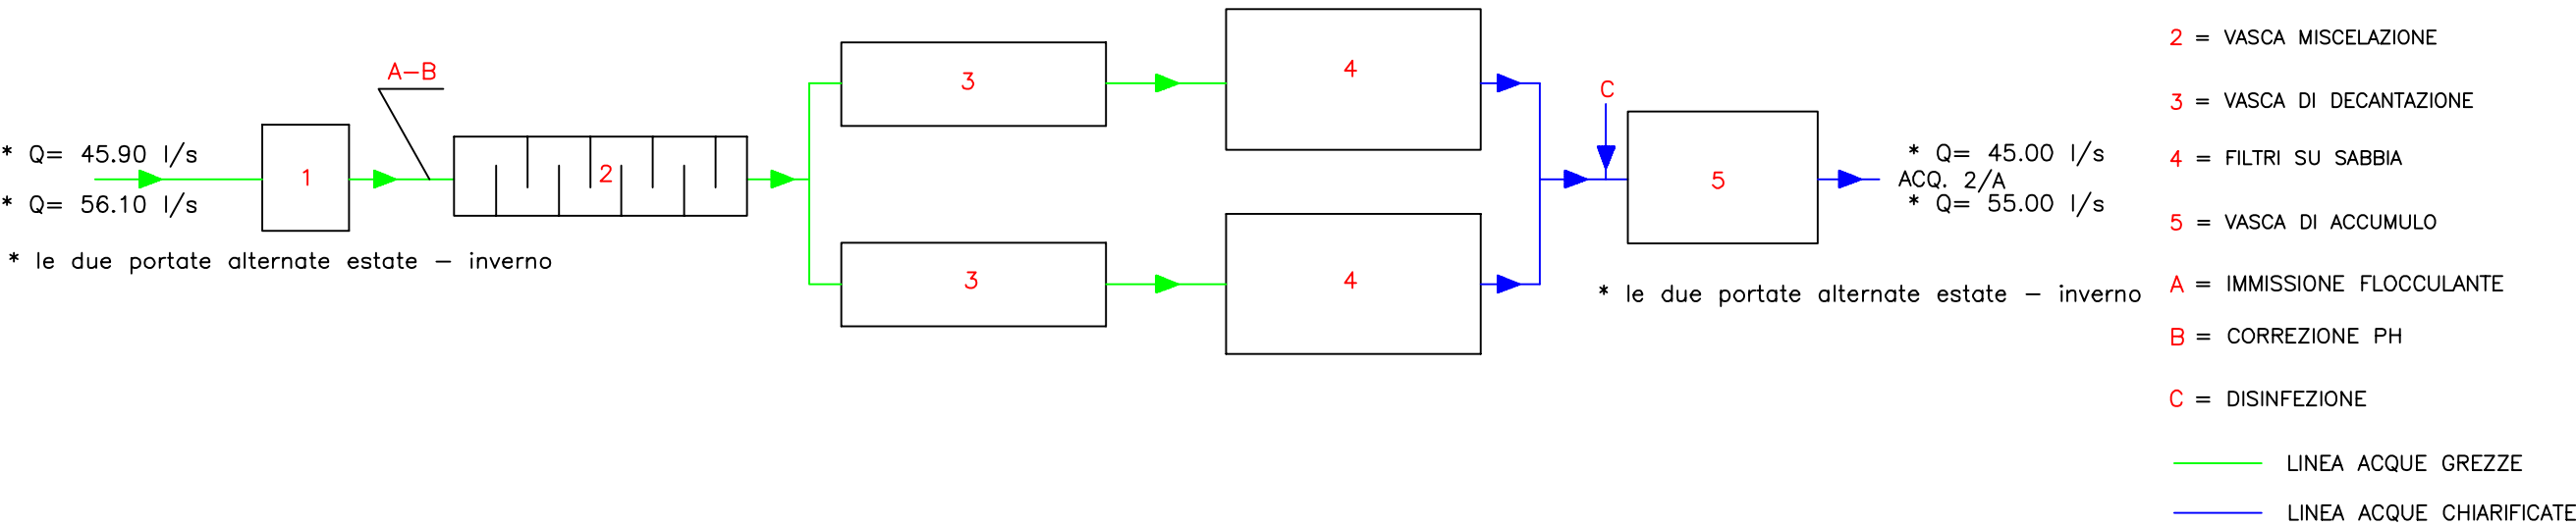 A-B
* Q= 45.90 l/s
* Q= 56.10 l/s
* le due portate alternate estate - inverno
1
2
3
3
4
4
C
5
* Q= 45.00 l/s
ACQ. 2/A
* Q= 55.00 l/s
* le due portate alternate estate - inverno
2 = VASCA MISCELAZIONE
3 = VASCA DI DECANTAZIONE
4 = FILTRI SU SABBIA
5 = VASCA DI ACCUMULO
A = IMMISSIONE FLOCCULANTE
B = CORREZIONE PH
C = DISINFEZIONE
LINEA ACQUE GREZZE
LINEA ACQUE CHIARIFICATE